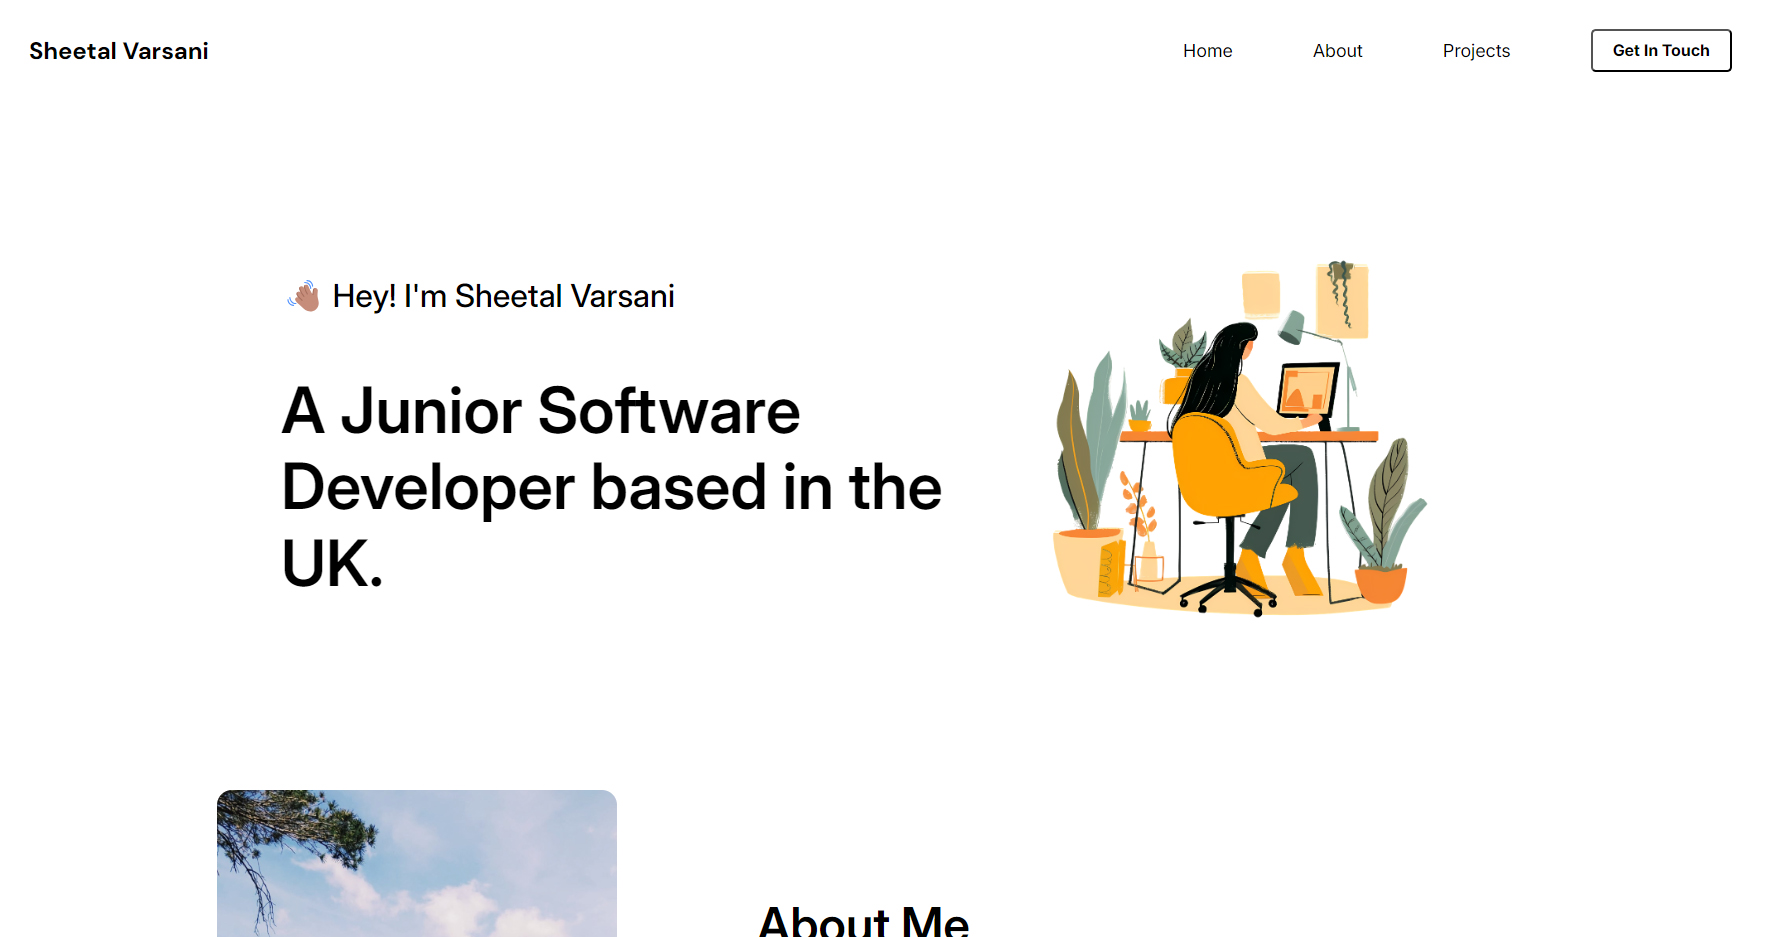 Sheetal Varsani
Home
About
Projects
Get In Touch
👋🏽 Hey! I'm Sheetal Varsani
A Junior Software
Developer based in the
UK.
About Me